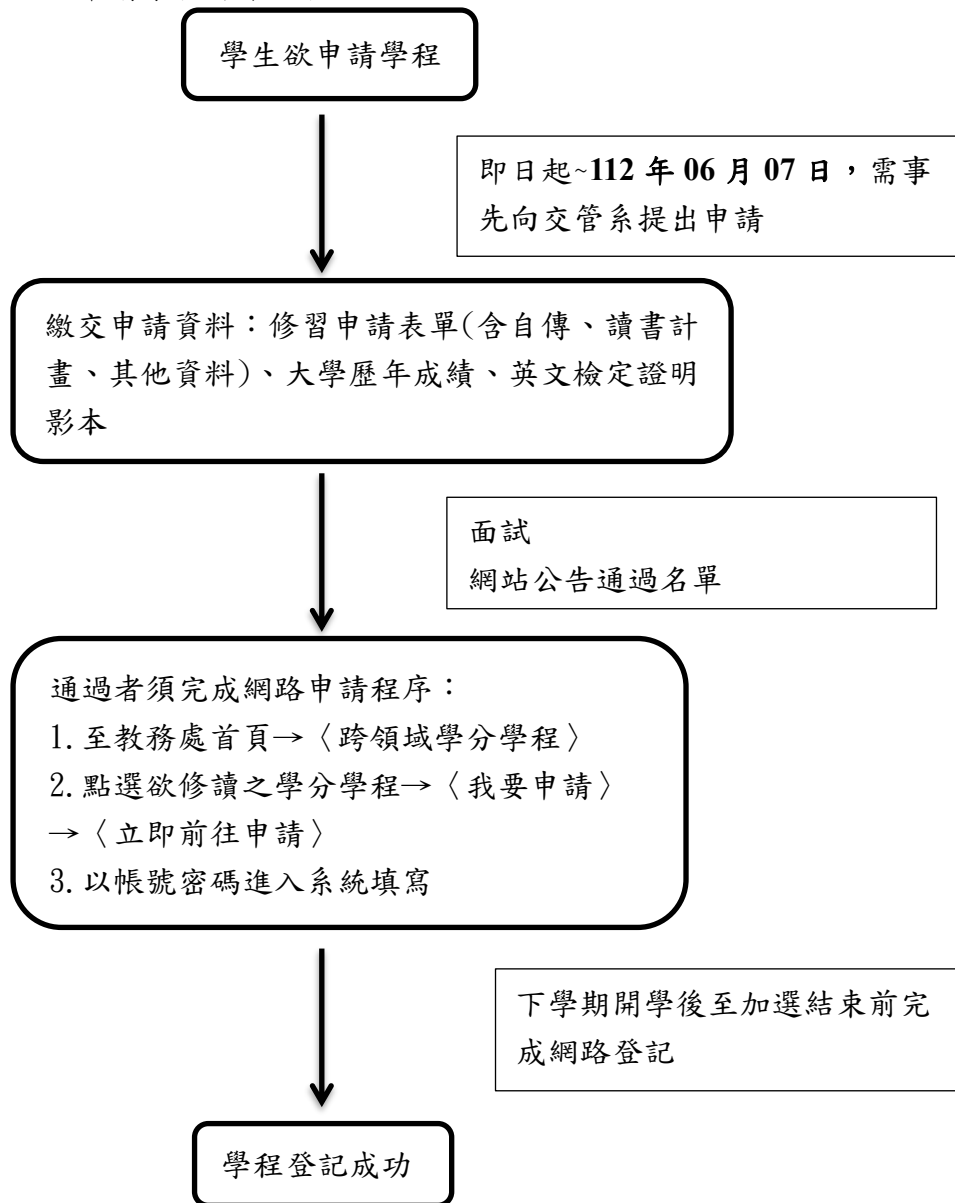 學生欲申請學程
即日起~112 年 06 月 07 日，需事
先向交管系提出申請
繳交申請資料：修習申請表單(含自傳、讀書計
畫、其他資料)、大學歷年成績、英文檢定證明
影本
面試
網站公告通過名單
通過者須完成網路申請程序：
1.至教務處首頁→〈跨領域學分學程〉
2.點選欲修讀之學分學程→〈我要申請〉
→〈立即前往申請〉
3.以帳號密碼進入系統填寫
下學期開學後至加選結束前完
成網路登記
學程登記成功